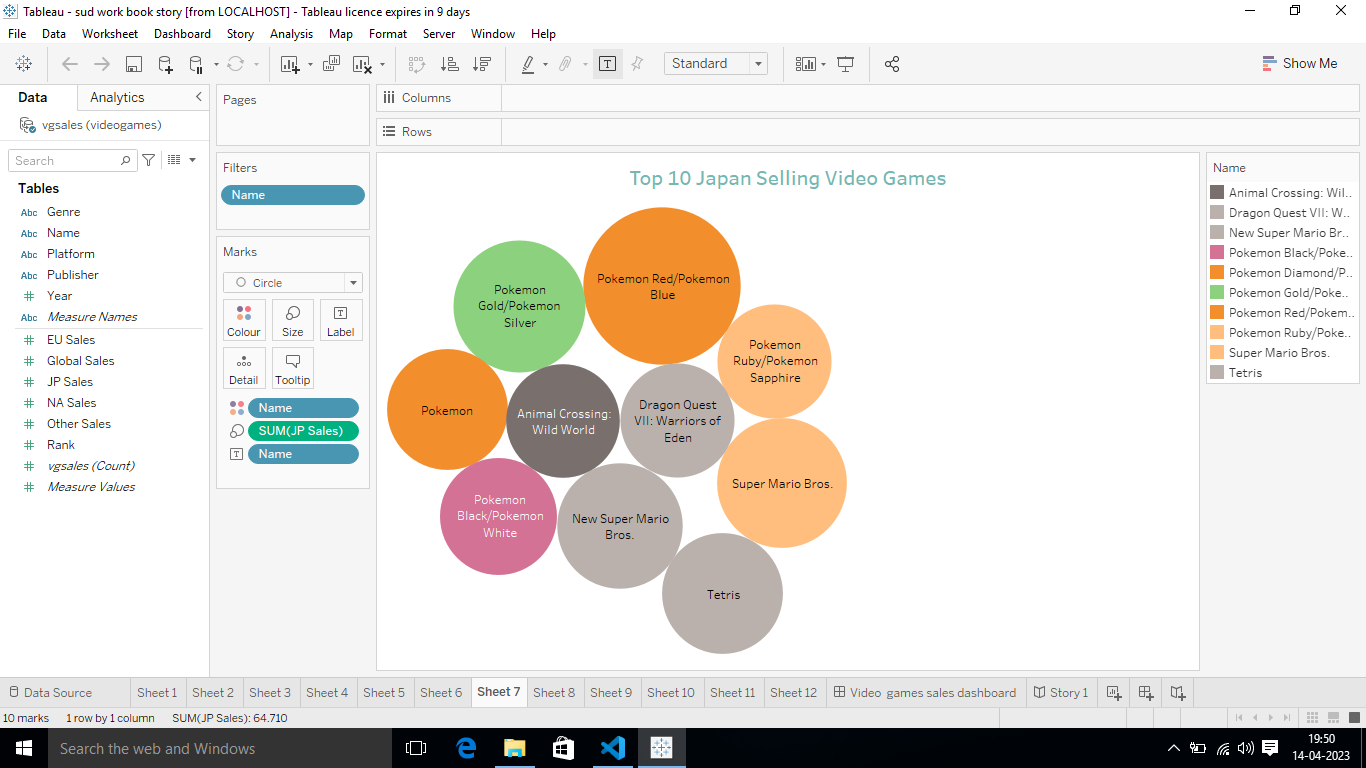 Tableau - sud work book story [from LOCALHOST] - Tableau licence expires in 9 days
File Data Worksheet Dashboard Story Analysis Map Format Server Window Help
Standard
Show Me
Data Analytics
vgsales (videogames)
Search
Tables
Abc Genre
Abc Name
Abc Platform
Abc Publisher
Year
Abc Measure Names
EU Sales
Global Sales
JP Sales
NA Sales
Other Sales
Rank
vgsales (Count)
Measure Values
Pages
Filters
Name
Marks
Circle
Colour Size Label
Detail Tooltip
Name
SUM(JP Sales)
Name
Columns
Rows
Top 10 Japan Selling Video Games
Pokemon Red/Pokemon
Blue
Pokemon
Gold/Pokemon
Silver
Pokemon
Ruby/Pokemon
Sapphire
Pokemon
Animal Crossing:
Wild World
Dragon Quest
VII: Warriors of
Eden
Super Mario Bros.
Pokemon
Black/Pokemon
White
New Super Mario
Bros.
Tetris
Name
Animal Crossing: Wil..
Dragon Quest VII: W..
New Super Mario Br..
Pokemon Black/Poke..
Pokemon Diamond/P..
Pokemon Gold/Poke..
Pokemon Red/Pokem..
Pokemon Ruby/Poke..
Super Mario Bros.
Tetris
Data Source Sheet 1 Sheet 2 Sheet 3 Sheet 4 Sheet 5 Sheet 6 Sheet 7 Sheet 8 Sheet 9 Sheet 10 Sheet 11 Sheet 12 Video games sales dashboard Story 1
10 marks 1 row by 1 column SUM(JP Sales): 64.710
Search the web and Windows
19:50
14-04-2023